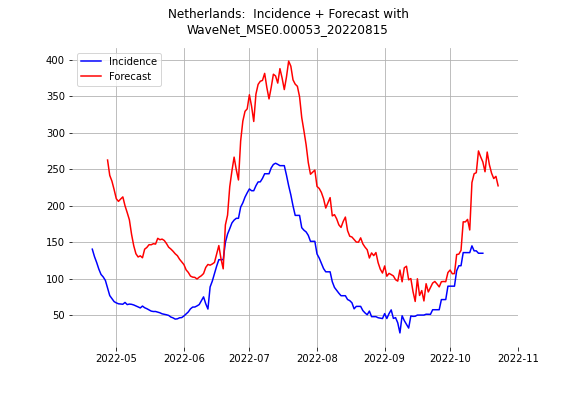 Netherlands:  Incidence + Forecast with
WaveNet_MSE0.00053_20220815
400
350
300
250
200
150
100
50
Incidence
Forecast
2022-05 2022-06 2022-07 2022-08 2022-09 2022-10 2022-11